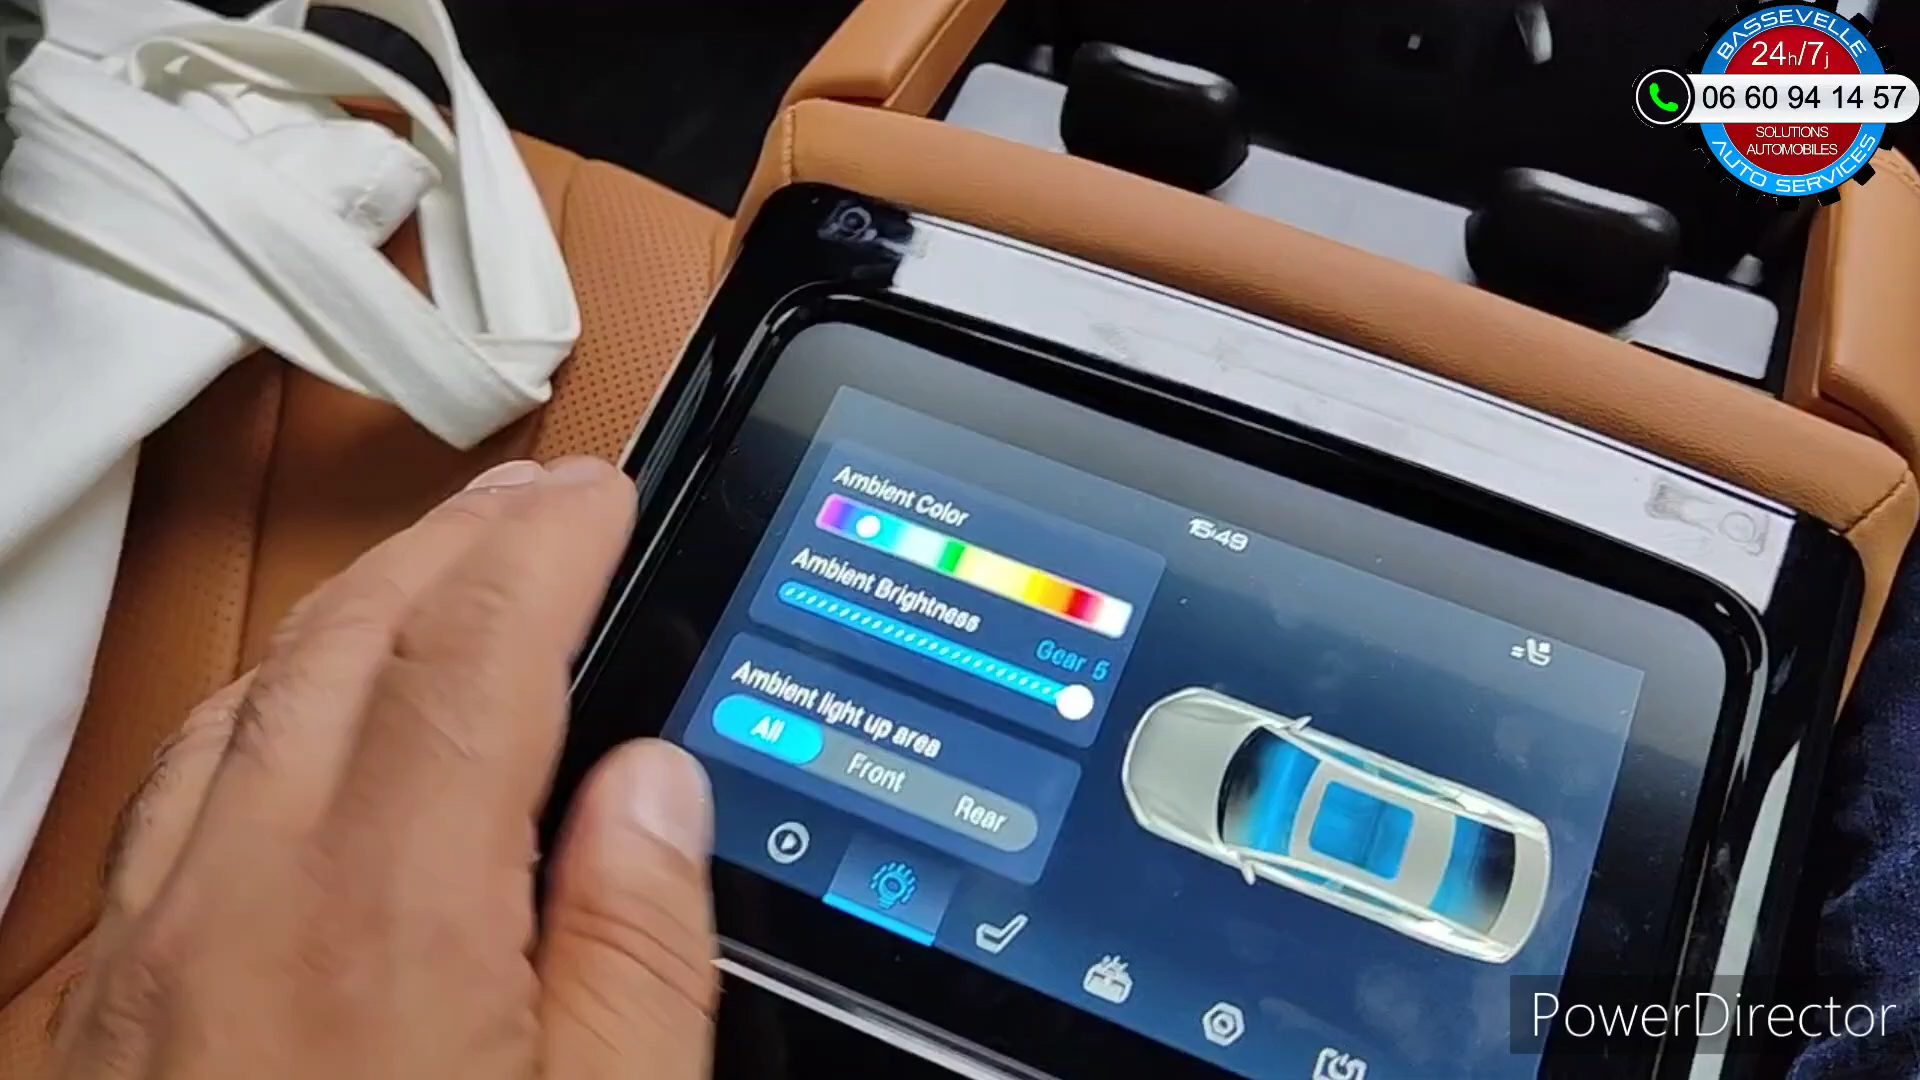 BASSEVELLE
24h/7j
06 60 94 14 57
SOLUTIONS
AUTOMOBILES
AUTO SERVICES
Ambient Color
15:49
Ambient Brightness
Gear 5
Ambient light up area
All
Front
Rear
PowerDirector